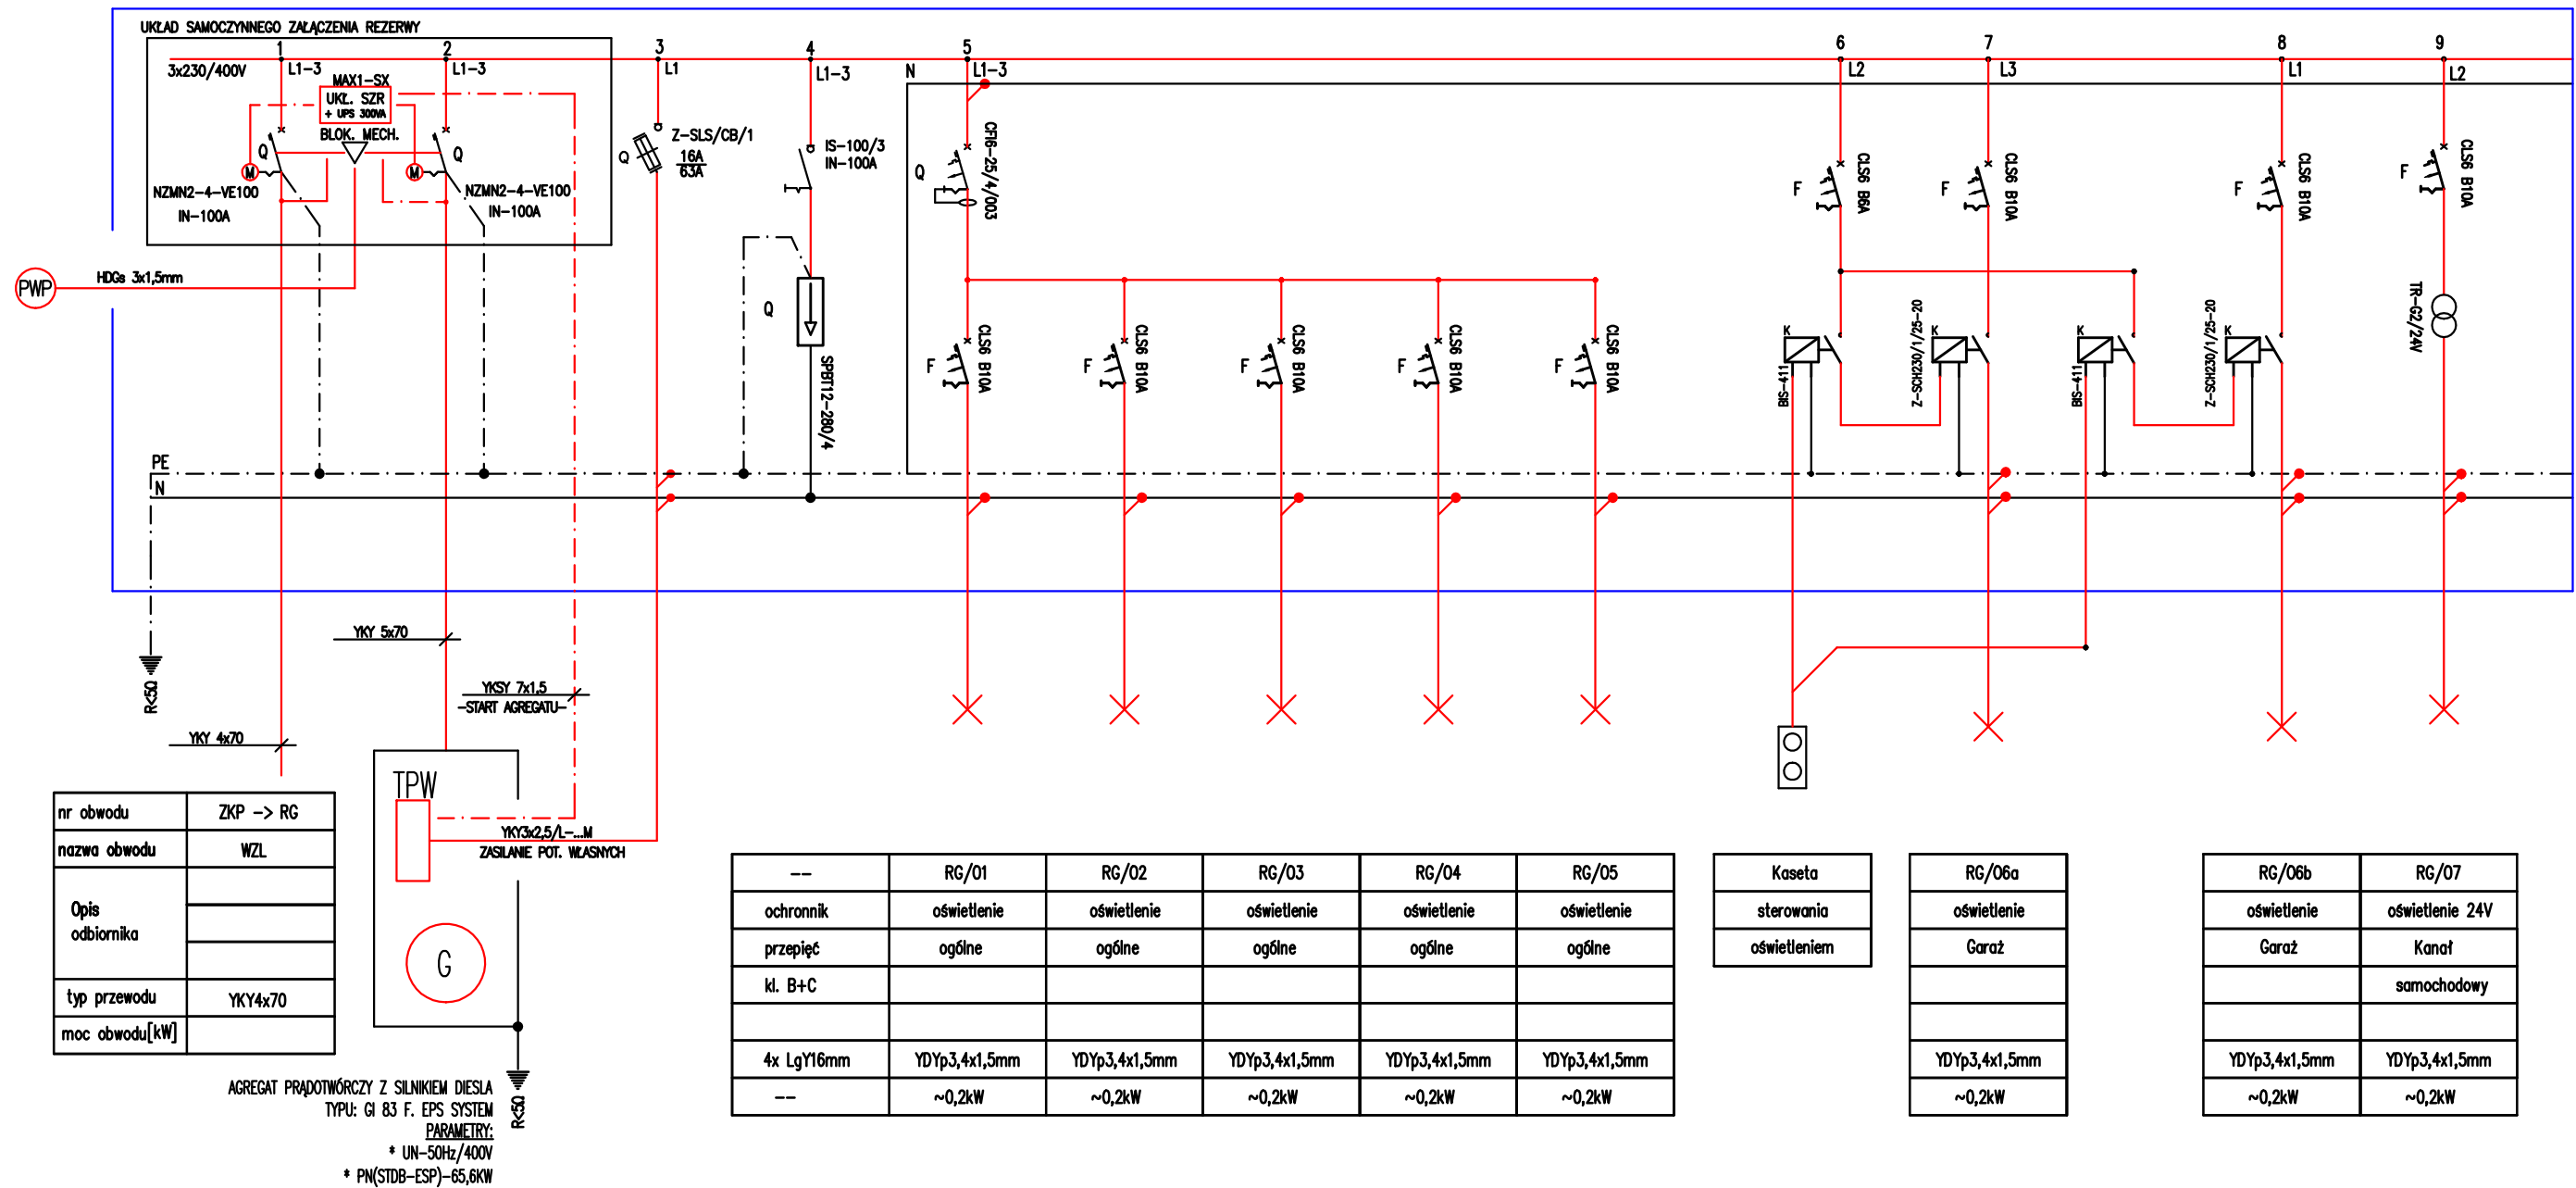 UKŁAD SAMOCZYNNEGO ZAŁĄCZENIA REZERWY
1
2
3
4
5
6
7
8
9
3x230/400V
L1-3
L1-3
L1
L1-3
L1-3
N
L2
L3
L1
L2
MAX1-SX
UKŁ. SZR
+ UPS 300VA
BLOK. MECH.
Q
Q
M
M
NZMN2-4-VE100
IN-100A
NZMN2-4-VE100
IN-100A
PWP
HDGs 3x1,5mm
Q
Z-SLS/CB/1
16A
63A
IS-100/3
IN-100A
Q
SPBT12-280/4
Q
CFI6-25/4/003
F
CLS6 B10A
F
CLS6 B10A
F
CLS6 B10A
F
CLS6 B10A
F
CLS6 B10A
F
CLS6 B6A
F
CLS6 B10A
F
CLS6 B10A
F
CLS6 B10A
K
BIS-411
K
Z-SCH230/1/25-20
K
BIS-411
K
Z-SCH230/1/25-20
TR-G2/24V
PE
N
R<5Ω
YKY 5x70
YKSY 7x1,5
-START AGREGATU-
YKY 4x70
TPW
YKY3x2,5/L-...M
ZASILANIE POT. WŁASNYCH
G
R<5Ω
nr obwodu
ZKP -> RG
nazwa obwodu
WZL
Opis
odbiornika
typ przewodu
YKY4x70
moc obwodu[kW]
AGREGAT PRĄDOTWÓRCZY Z SILNIKIEM DIESLA
TYPU: GI 83 F. EPS SYSTEM
PARAMETRY:
* UN-50Hz/400V
* PN(STDB-ESP)-65,6KW
-- RG/01 RG/02 RG/03 RG/04 RG/05
ochronnik oświetlenie oświetlenie oświetlenie oświetlenie oświetlenie
przepięć ogólne ogólne ogólne ogólne ogólne
kl. B+C
4x LgY16mm YDYp3,4x1,5mm YDYp3,4x1,5mm YDYp3,4x1,5mm YDYp3,4x1,5mm YDYp3,4x1,5mm
-- ~0,2kW ~0,2kW ~0,2kW ~0,2kW ~0,2kW
Kaseta
sterowania
oświetleniem
RG/06a
oświetlenie
Garaż
YDYp3,4x1,5mm
~0,2kW
RG/06b RG/07
oświetlenie oświetlenie 24V
Garaż Kanał
samochodowy
YDYp3,4x1,5mm YDYp3,4x1,5mm
~0,2kW ~0,2kW